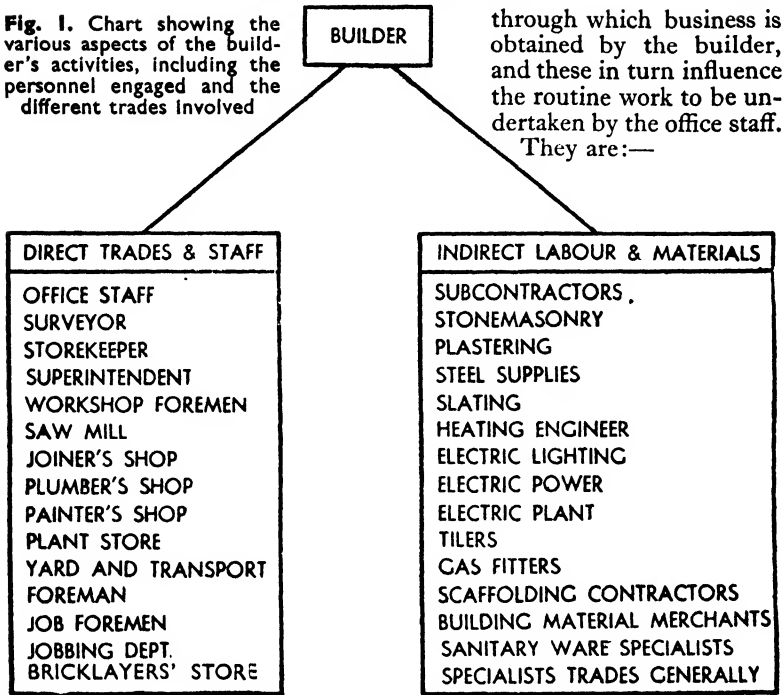 Fig. 1. Chart showing the
various aspects of the build-
er's activities, including the
personnel engaged and the
different trades involved
BUILDER
through which business is
obtained by the builder,
and these in turn influence
the routine work to be un-
dertaken by the office staff.
They are:—
DIRECT TRADES & STAFF
OFFICE STAFF
SURVEYOR
STOREKEEPER
SUPERINTENDENT
WORKSHOP FOREMEN
SAW MILL
JOINER'S SHOP
PLUMBER'S SHOP
PAINTER'S SHOP
PLANT STORE
YARD AND TRANSPORT
FOREMAN
JOB FOREMEN
JOBBING DEPT.
BRICKLAYERS' STORE
INDIRECT LABOUR & MATERIALS
SUBCONTRACTORS.
STONEMASONRY
PLASTERING
STEEL SUPPLIES
SLATING
HEATING ENGINEER
ELECTRIC LIGHTING
ELECTRIC POWER
ELECTRIC PLANT
TILERS
GAS FITTERS
SCAFFOLDING CONTRACTORS
BUILDING MATERIAL MERCHANTS
SANITARY WARE SPECIALISTS
SPECIALISTS TRADES GENERALLY